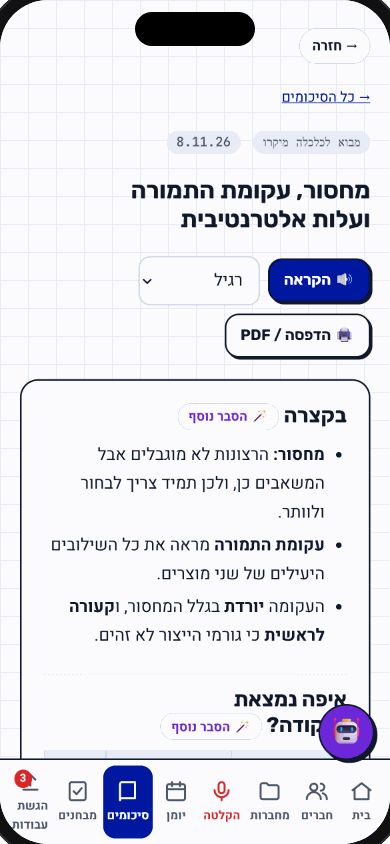 → חזרה
→ כל הסיכומים
מבוא לכלכלה מיקרו
8.11.26
מחסור, עקומת התמורה
ועלות אלטרנטיבית
🔊 הקראה
רגיל
🖨️ הדפסה / PDF
בקצרה
🪄 הסבר נוסף
• מחסור: הרצונות לא מוגבלים אבל
המשאבים כן, ולכן תמיד צריך לבחור
ולוותר.
• עקומת התמורה מראה את כל השילובים
היעילים של שני מוצרים.
• העקומה יורדת בגלל המחסור, וקעורה
לראשית כי גורמי הייצור לא זהים.
איפה נמצאת
🪄 הסבר נוסף
בית
חברים
מחברות
הקלטה
יומן
סיכומים
מבחנים
3
הגשת
עבודות